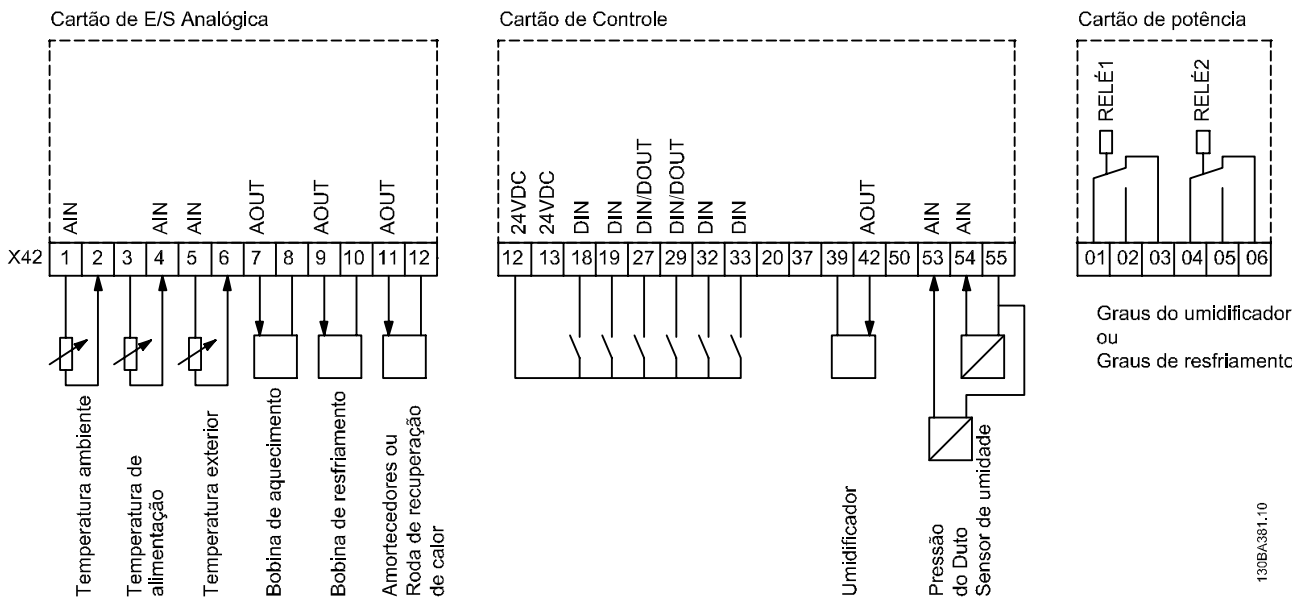 Cartão de E/S Analógica
Cartão de Controle
Cartão de potência
AIN
AIN
AIN
AOUT
AOUT
AOUT
24VDC
24VDC
DIN
DIN
DIN/DOUT
DIN/DOUT
DIN
DIN
AOUT
AIN
AIN
RELÉ1
RELÉ2
X42 1 2 3 4 5 6 7 8 9 10 11 12
12 13 18 19 27 29 32 33 20 37 39 42 50 53 54 55
01 02 03 04 05 06
Graus do umidificador
ou
Graus de resfriamento
Temperatura ambiente
Temperatura de
alimentação
Temperatura exterior
Bobina de aquecimento
Bobina de resfriamento
Amortecedores ou
Roda de recuperação
de calor
Umidificador
Pressão
do Duto
Sensor de umidade
130BA381.10